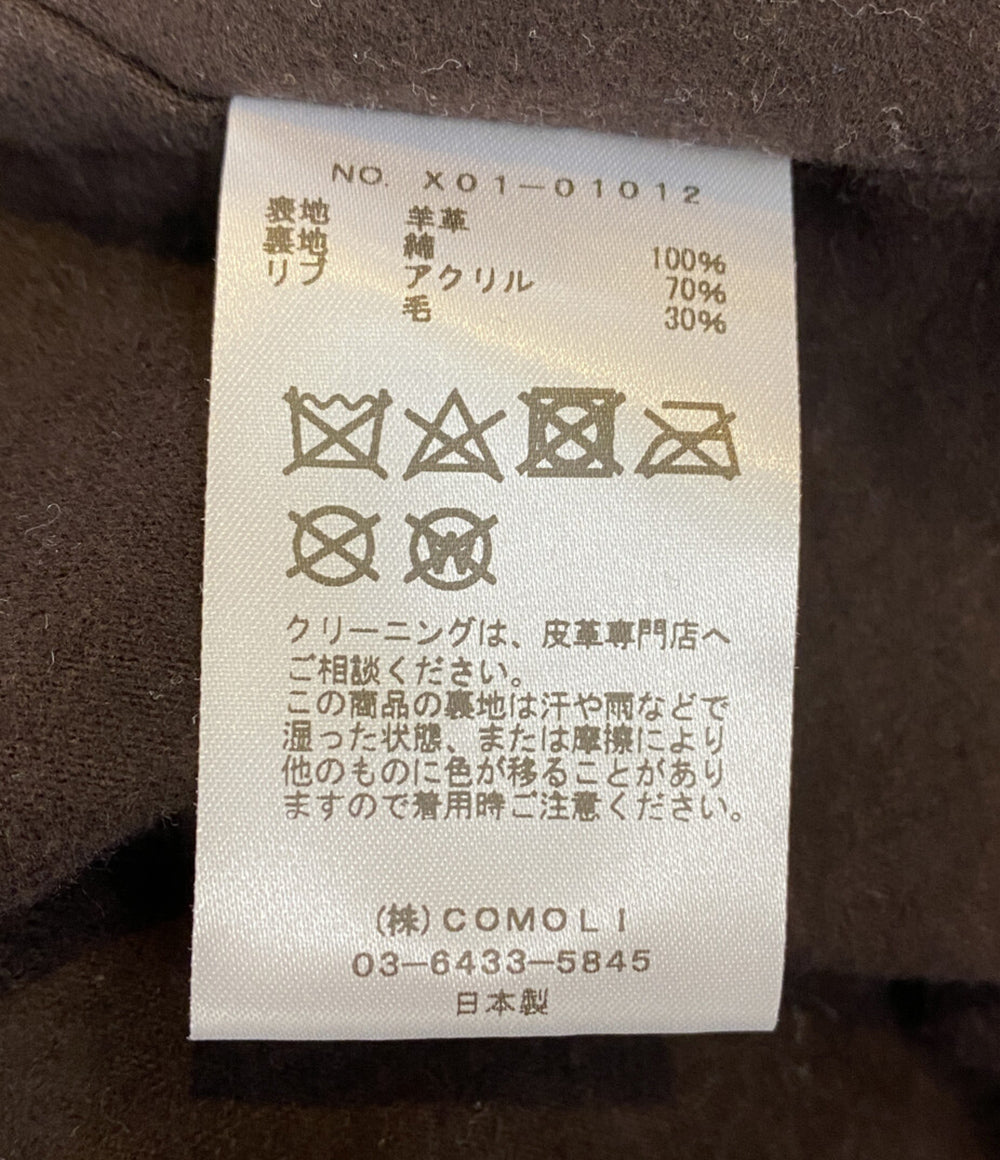 NO. X01-01012
表地 羊革
裏地 綿 100%
リブ アクリル 70%
毛 30%
W
クリーニングは、皮革専門店へ
ご相談ください。
この商品の裏地は汗や雨などで
湿った状態、または摩擦により
他のものに色が移ることがあり
ますので着用時ご注意ください。
(株)COMOLI
03-6433-5845
日本製